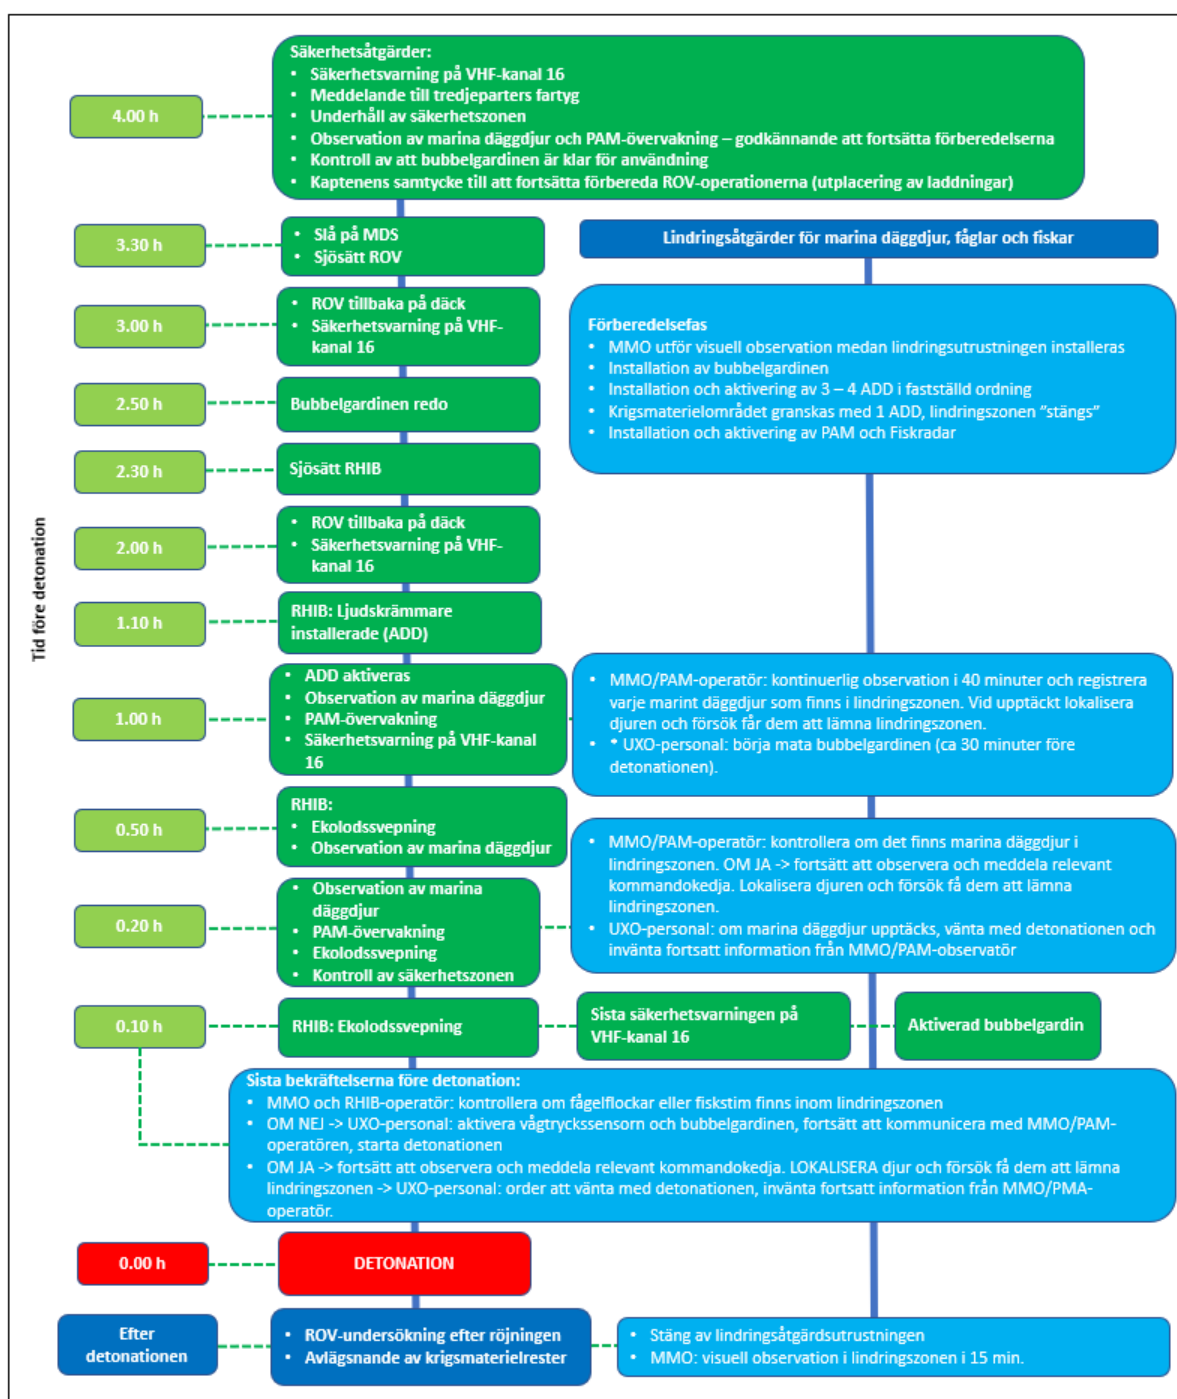 Tid före detonation
4.00 h
Säkerhetsåtgärder:
• Säkerhetsvarning på VHF-kanal 16
• Meddelande till tredjeparters fartyg
• Underhåll av säkerhetszonen
• Observation av marina däggdjur och PAM-övervakning – godkännande att fortsätta förberedelserna
• Kontroll av att bubbelgardinen är klar för användning
• Kaptenens samtycke till att fortsätta förbereda ROV-operationerna (utplacering av laddningar)
3.30 h
• Slå på MDS
• Sjösätt ROV
Lindringsåtgärder för marina däggdjur, fåglar och fiskar
3.00 h
• ROV tillbaka på däck
• Säkerhetsvarning på VHF-
kanal 16
Förberedelsefas
• MMO utför visuell observation medan lindringsutrustningen installeras
• Installation av bubbelgardinen
• Installation och aktivering av 3 – 4 ADD i fastställd ordning
• Krigsmaterielområdet granskas med 1 ADD, lindringszonen ”stängs”
• Installation och aktivering av PAM och Fiskradar
2.50 h
Bubbelgardinen redo
2.30 h
Sjösätt RHIB
2.00 h
• ROV tillbaka på däck
• Säkerhetsvarning på VHF-
kanal 16
1.10 h
RHIB: Ljudskrämmare
installerade (ADD)
1.00 h
• ADD aktiveras
• Observation av marina däggdjur
• PAM-övervakning
• Säkerhetsvarning på VHF-kanal
16
• MMO/PAM-operatör: kontinuerlig observation i 40 minuter och registrera
varje marint däggdjur som finns i lindringszonen. Vid upptäckt lokalisera
djuren och försök får dem att lämna lindringszonen.
• * UXO-personal: börja mata bubbelgardinen (ca 30 minuter före
detonationen).
0.50 h
RHIB:
• Ekolodssvepning
• Observation av marina däggdjur
• MMO/PAM-operatör: kontrollera om det finns marina däggdjur i
lindringszonen. OM JA -> fortsätt att observera och meddela relevant
kommandokedja. Lokalisera djuren och försök få dem att lämna
lindringszonen.
• UXO-personal: om marina däggdjur upptäcks, vänta med detonationen och
invänta fortsatt information från MMO/PAM-observatör
0.20 h
• Observation av marina
däggdjur
• PAM-övervakning
• Ekolodssvepning
• Kontroll av säkerhetszonen
0.10 h
RHIB: Ekolodssvepning
Sista säkerhetsvarningen på
VHF-kanal 16
Aktiverad bubbelgardin
Sista bekräftelserna före detonation:
• MMO och RHIB-operatör: kontrollera om fågelflockar eller fiskstim finns inom lindringszonen
• OM NEJ -> UXO-personal: aktivera vågtryckssensorn och bubbelgardinen, fortsätt att kommunicera med MMO/PAM-
operatören, starta detonationen
• OM JA -> fortsätt att observera och meddela relevant kommandokedja. LOKALISERA djur och försök få dem att lämna
lindringszonen -> UXO-personal: order att vänta med detonationen, invänta fortsatt information från MMO/PMA-
operatör.
0.00 h
DETONATION
Efter
detonationen
• ROV-undersökning efter röjningen
• Avlägsnande av krigsmaterielrester
• Stäng av lindringsåtgärdsutrustningen
• MMO: visuell observation i lindringszonen i 15 min.